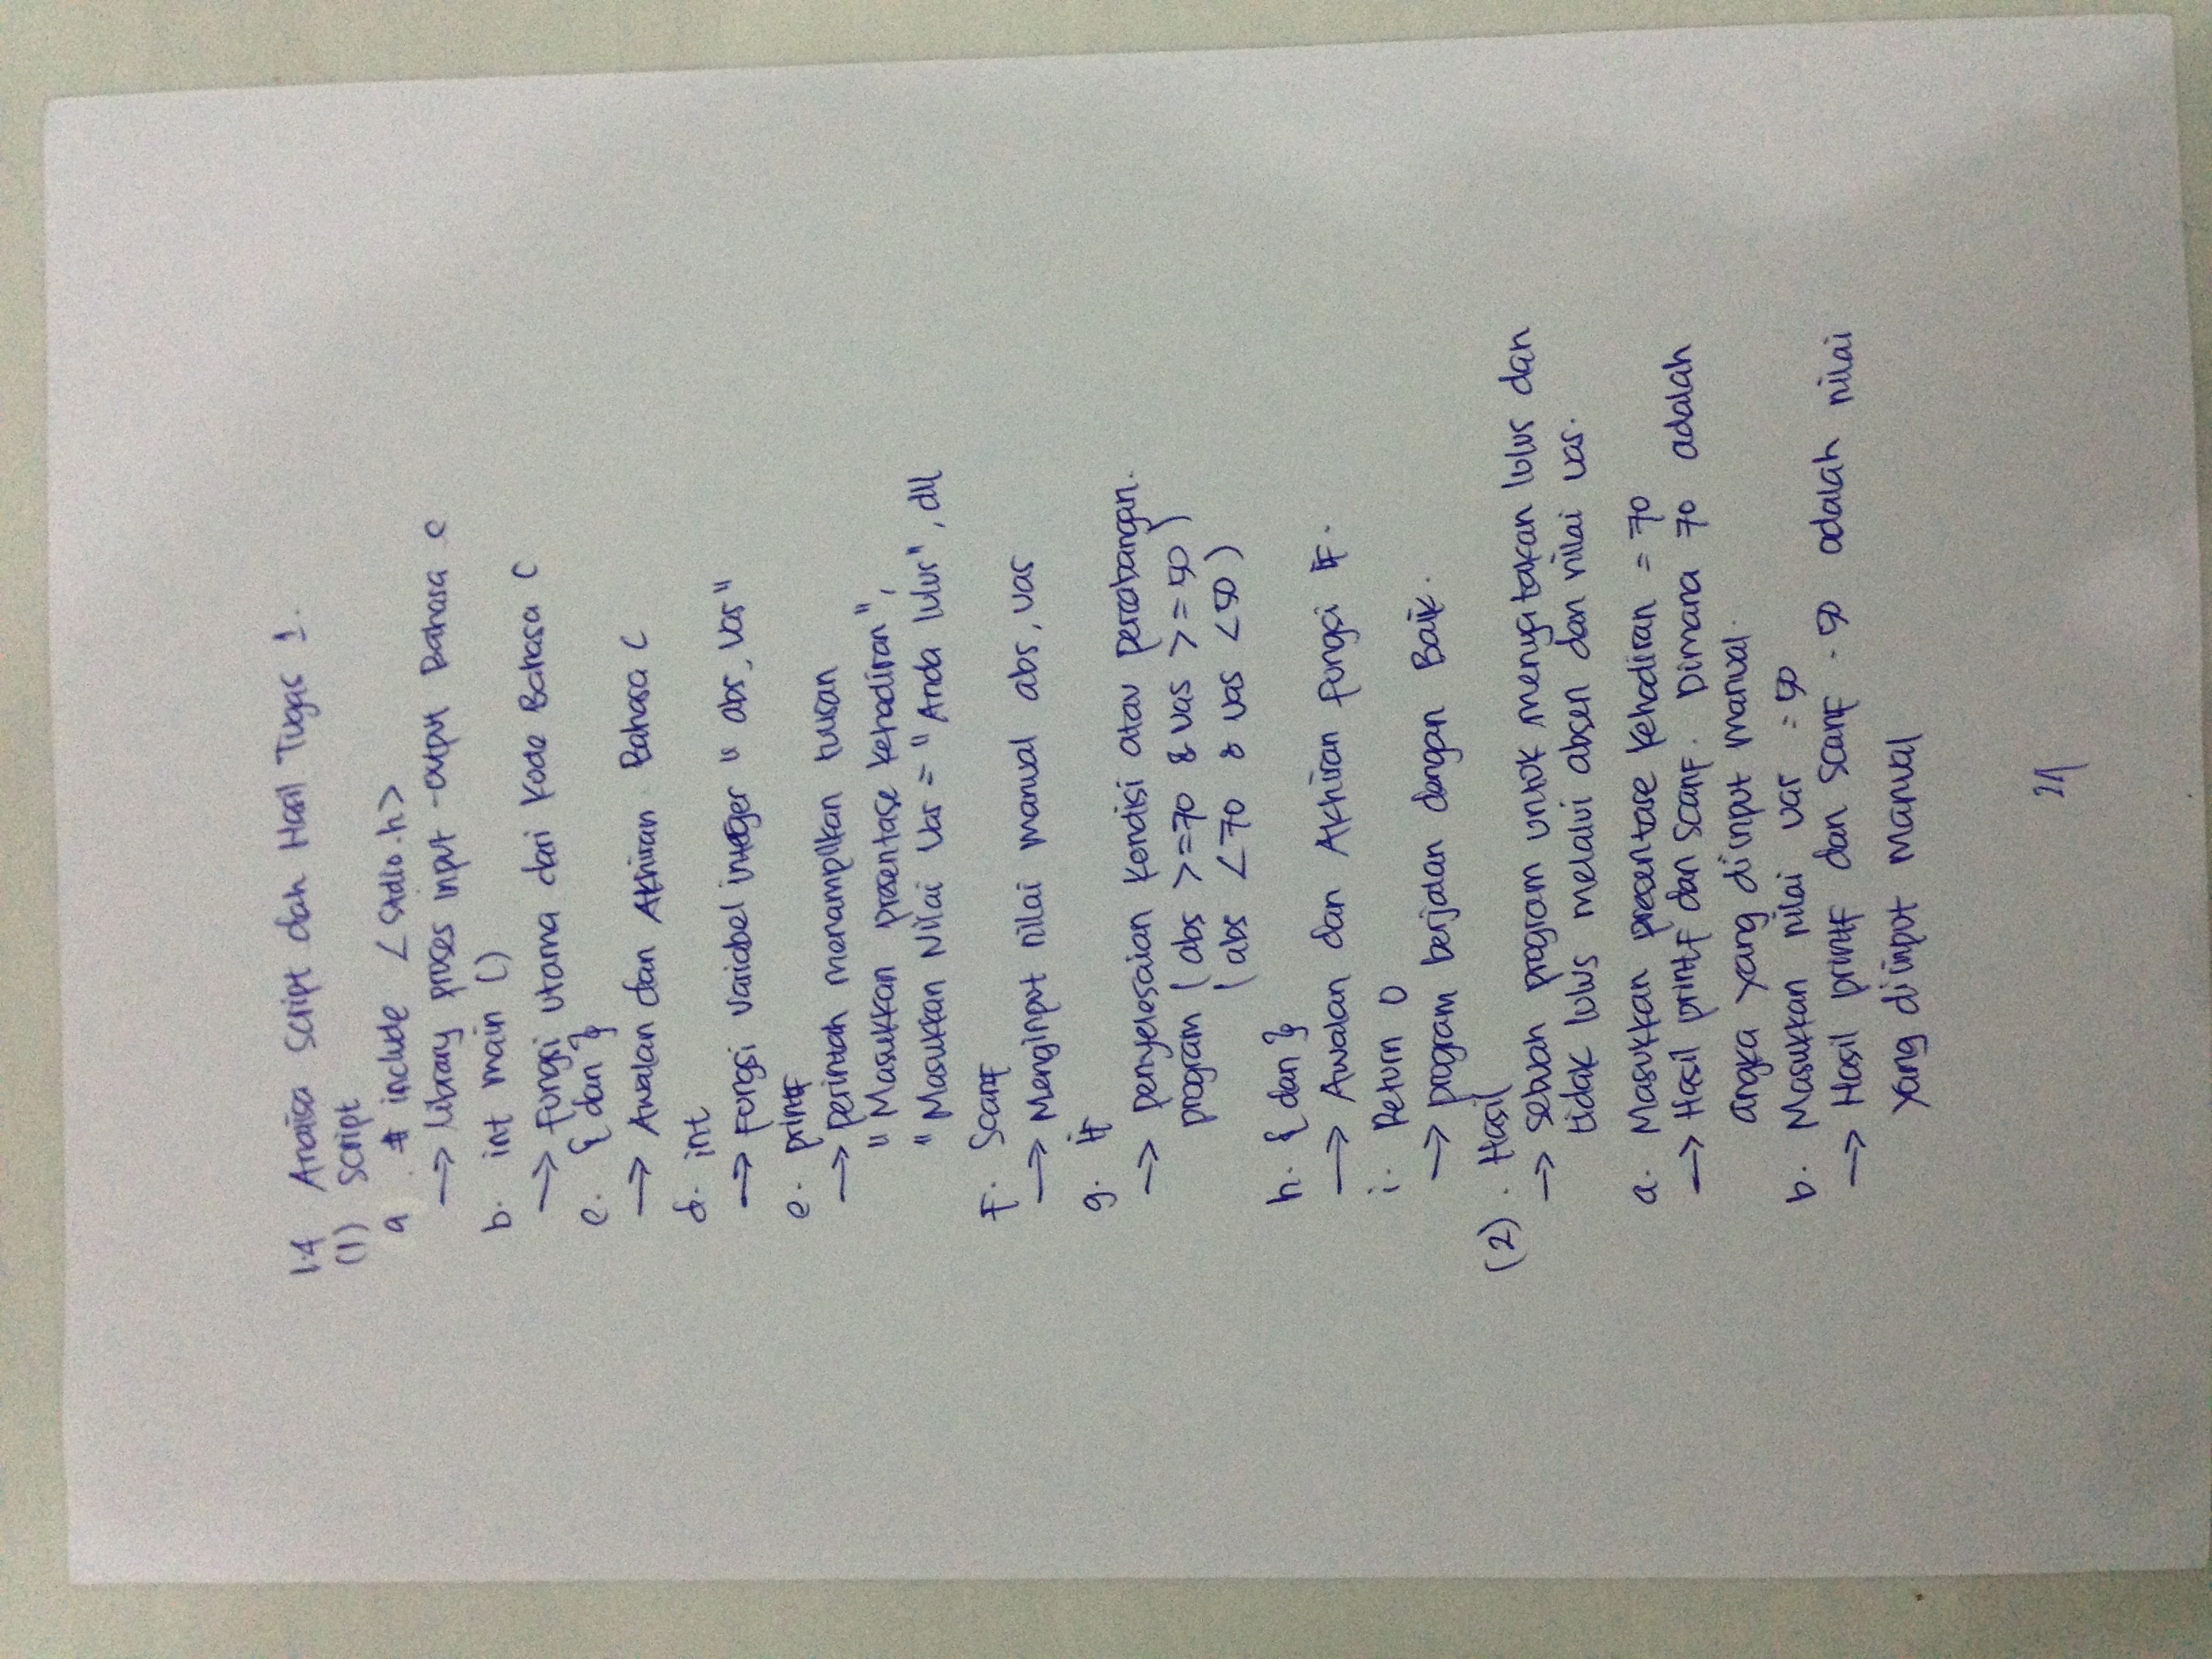 1.4 Analisa Script dan Hasil Tugas 1.
(1) Script
a. # include <stdio.h>
→ library proses input-output Bahasa C
b. int main ()
→ fungsi utama dari kode Bahasa C
c. { dan }
→ Awalan dan Akhiran Bahasa C
d. int
→ fungsi variabel integer " abs, uas "
e. printf
→ perintah menampilkan tulisan
" Masukkan presentase kehadiran",
"Masukkan Nilai Uas = "Anda lulus", dll
f. Scanf
→ Menginput nilai manual abs, uas
g. if
→ penyelesaian kondisi atau percabangan.
program ( abs >=70 & uas >= 50 )
( abs <70 & uas <50 )
h. { dan }
→ Awalan dan Akhiran fungsi IF.
i. Return 0
→ program berjalan dengan Baik.
(2). Hasil
→ sebuah program untuk menyatakan lulus dan
tidak lulus melalui absen dan nilai uas.
a. Masukkan presentase kehadiran = 70
→ Hasil printf dan scanf. Dimana 70 adalah
angka yang diinput manual.
b. Masukkan nilai uas = 50
→ Hasil printf dan scanf. 50 adalah nilai
yang diinput manual
21